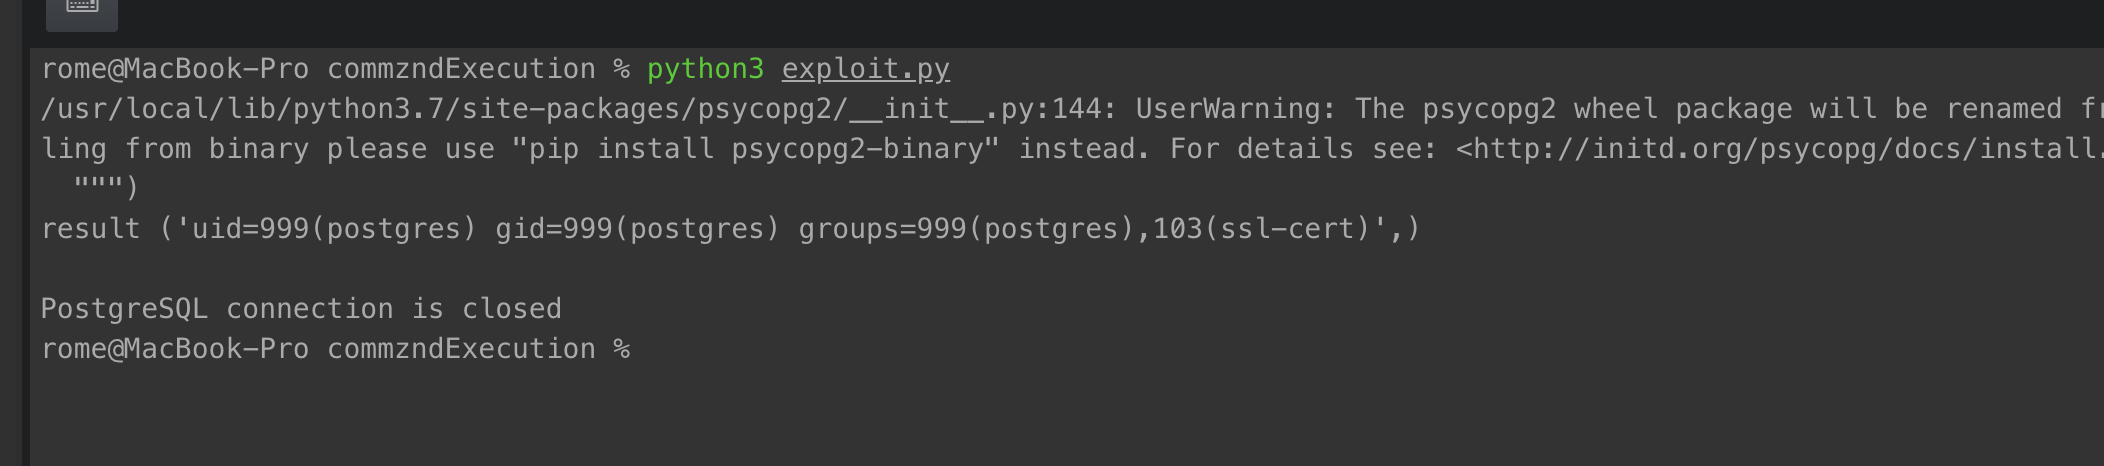 rome@MacBook-Pro commzndExecution % python3 exploit.py
/usr/local/lib/python3.7/site-packages/psycopg2/__init__.py:144: UserWarning: The psycopg2 wheel package will be renamed
ling from binary please use "pip install psycopg2-binary" instead. For details see: <http://initd.org/psycopg/docs/install.
""")
result ('uid=999(postgres) gid=999(postgres) groups=999(postgres),103(ssl-cert)',)
PostgreSQL connection is closed
rome@MacBook-Pro commzndExecution %